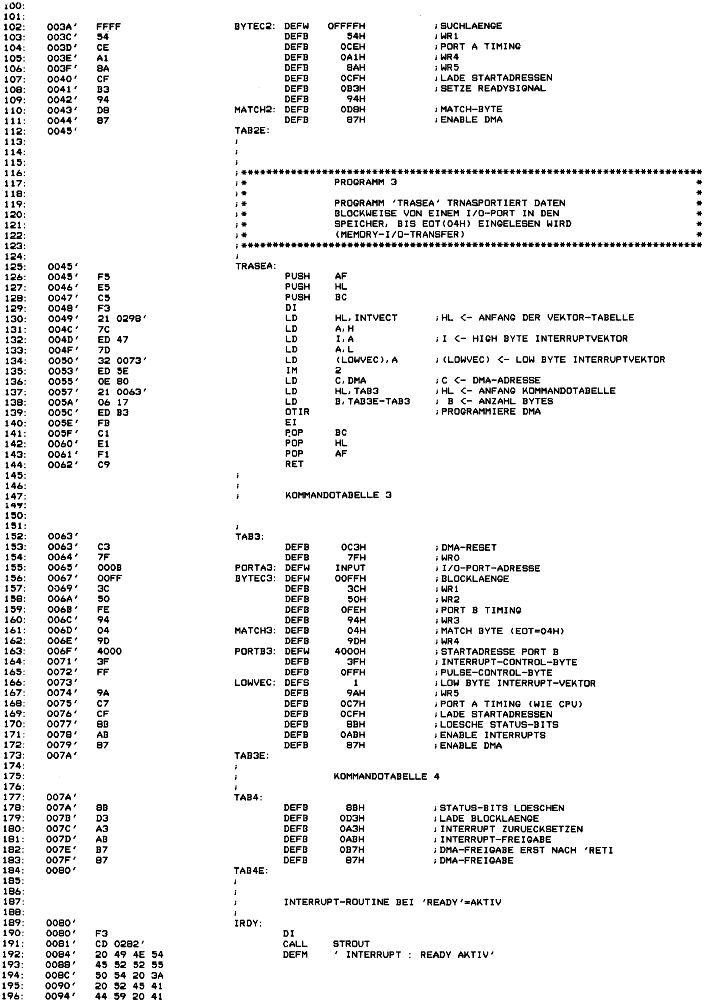 100:
101:
102: 003A' FFFF BYTEC2: DEFW 0FFFFH ;SUCHLAENGE
103: 003C' 54 DEFB 54H ;WR1
104: 003D' CE DEFB 0CEH ;PORT A TIMING
105: 003E' A1 DEFB 0A1H ;WR4
106: 003F' 8A DEFB 8AH ;WR5
107: 0040' CF DEFB 0CFH ;LADE STARTADRESSEN
108: 0041' B3 DEFB 0B3H ;SETZE READYSIGNAL
109: 0042' 94 DEFB 94H
110: 0043' D8 MATCH2: DEFB 0D8H ;MATCH-BYTE
111: 0044' 87 DEFB 87H ;ENABLE DMA
112: 0045' TAB2E:
113: ;
114: ;
115: ;
116: ;******************************************************************
117: ;* PROGRAMM 3 *
118: ;* *
119: ;* PROGRAMM 'TRASEA' TRNASPORTIERT DATEN *
120: ;* BLOCKWEISE VON EINEM I/O-PORT IN DEN *
121: ;* SPEICHER, BIS EOT(04H) EINGELESEN WIRD *
122: ;* (MEMORY-I/O-TRANSFER) *
123: ;******************************************************************
124: ;
125: 0045' TRASEA:
126: 0045' F5 PUSH AF
127: 0046' E5 PUSH HL
128: 0047' C5 PUSH BC
129: 0048' F3 DI
130: 0049' 21 0298' LD HL,INTVECT ;HL <- ANFANG DER VEKTOR-TABELLE
131: 004C' 7C LD A,H
132: 004D' ED 47 LD I,A ;I <- HIGH BYTE INTERRUPTVEKTOR
133: 004F' 7D LD A,L
134: 0050' 32 0073' LD (LOWVEC),A ;(LOWVEC) <- LOW BYTE INTERRUPTVEKTOR
135: 0053' ED 5E IM 2
136: 0055' 0E 80 LD C,DMA ;C <- DMA-ADRESSE
137: 0057' 21 0063' LD HL,TAB3 ;HL <- ANFANG KOMMANDOTABELLE
138: 005A' 06 17 LD B,TAB3E-TAB3 ; B <- ANZAHL BYTES
139: 005C' ED B3 OTIR ;PROGRAMMIERE DMA
140: 005E' FB EI
141: 005F' C1 POP BC
142: 0060' E1 POP HL
143: 0061' F1 POP AF
144: 0062' C9 RET
145: ;
146: ;
147: ; KOMMANDOTABELLE 3
149:
150:
151: ;
152: 0063' TAB3:
153: 0063' C3 DEFB 0C3H ;DMA-RESET
154: 0064' 7F DEFB 7FH ;WR0
155: 0065' 000B PORTA3: DEFW INPUT ;I/O-PORT-ADRESSE
156: 0067' 00FF BYTEC3: DEFW 00FFH ;BLOCKLAENGE
157: 0069' 3C DEFB 3CH ;WR1
158: 006A' 50 DEFB 50H ;WR2
159: 006B' FE DEFB 0FEH ;PORT B TIMING
160: 006C' 94 DEFB 94H ;WR3
161: 006D' 04 MATCH3: DEFB 04H ;MATCH BYTE (EOT=04H)
162: 006E' 9D DEFB 9DH ;WR4
163: 006F' 4000 PORTB3: DEFW 4000H ;STARTADRESSE PORT B
164: 0071' 3F DEFB 3FH ;INTERRUPT-CONTROL-BYTE
165: 0072' FF DEFB 0FFH ;PULSE-CONTROL-BYTE
166: 0073' LOWVEC: DEFS 1 ;LOW BYTE INTERRUPT-VEKTOR
167: 0074' 9A DEFB 9AH ;WR5
168: 0075' C7 DEFB 0C7H ;PORT A TIMING (WIE CPU)
169: 0076' CF DEFB 0CFH ;LADE STARTADRESSEN
170: 0077' 8B DEFB 8BH ;LOESCHE STATUS-BITS
171: 0078' AB DEFB 0ABH ;ENABLE INTERRUPTS
172: 0079' 87 DEFB 87H ;ENABLE DMA
173: 007A' TAB3E:
174: ;
175: ; KOMMANDOTABELLE 4
176: ;
177: 007A' TAB4:
178: 007A' 8B DEFB 8BH ;STATUS-BITS LOESCHEN
179: 007B' D3 DEFB 0D3H ;LADE BLOCKLAENGE
180: 007C' A3 DEFB 0A3H ;INTERRUPT ZURUECKSETZEN
181: 007D' AB DEFB 0ABH ;INTERRUPT-FREIGABE
182: 007E' B7 DEFB 0B7H ;DMA-FREIGABE ERST NACH 'RETI
183: 007F' 87 DEFB 87H ;DMA-FREIGABE
184: 0080' TAB4E:
185: ;
186: ;
187: ; INTERRUPT-ROUTINE BEI 'READY'=AKTIV
188: ;
189: 0080' IRDY:
190: 0080' F3 DI
191: 0081' CD 0282' CALL STROUT
192: 0084' 20 49 4E 54 DEFM ' INTERRUPT : READY AKTIV'
193: 0088' 45 52 52 55
194: 008C' 50 54 20 3A
195: 0090' 20 52 45 41
196: 0094' 44 59 20 41